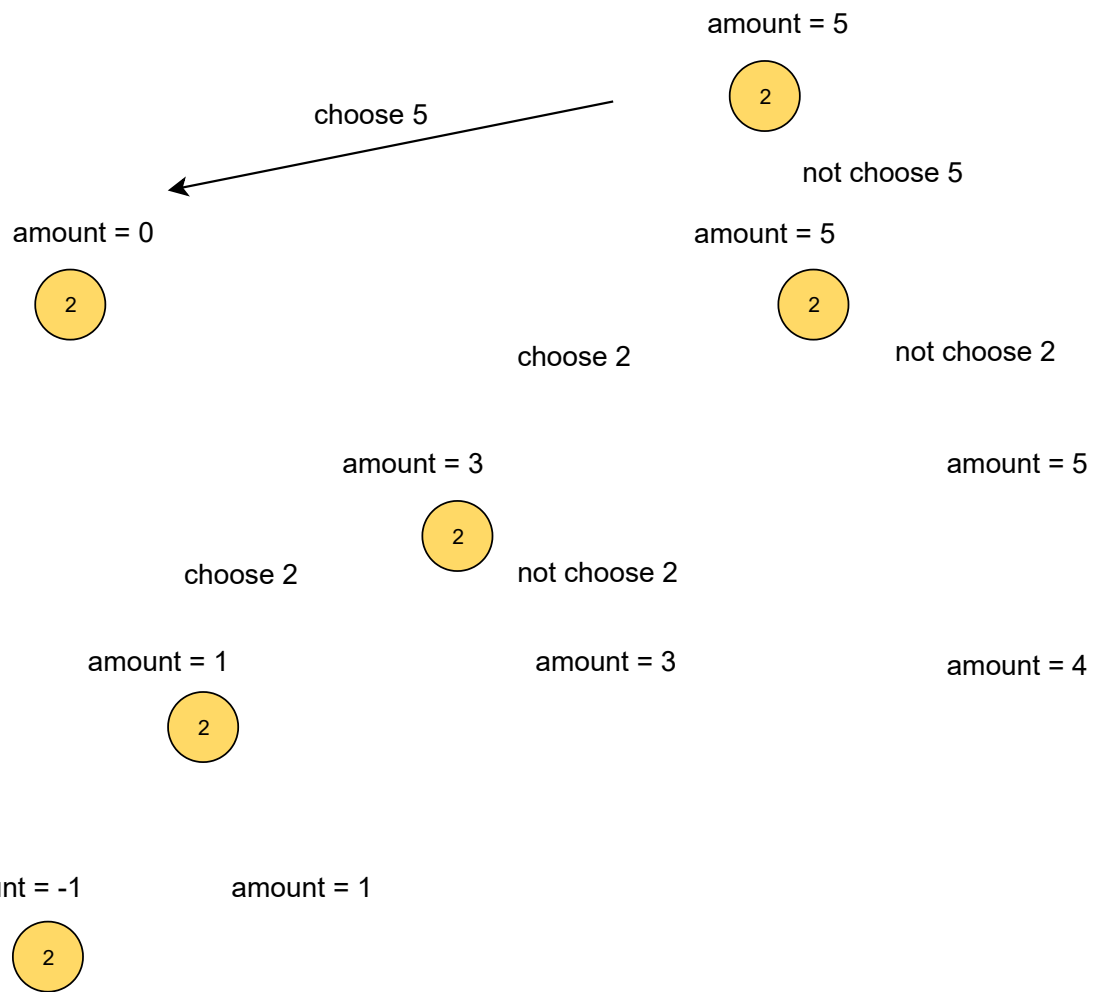 amount = 5
2
choose 5
not choose 5
amount = 0
amount = 5
2
2
choose 2
not choose 2
amount = 3
amount = 5
2
choose 2
not choose 2
amount = 1
amount = 3
amount = 4
2
nt = -1
amount = 1
2